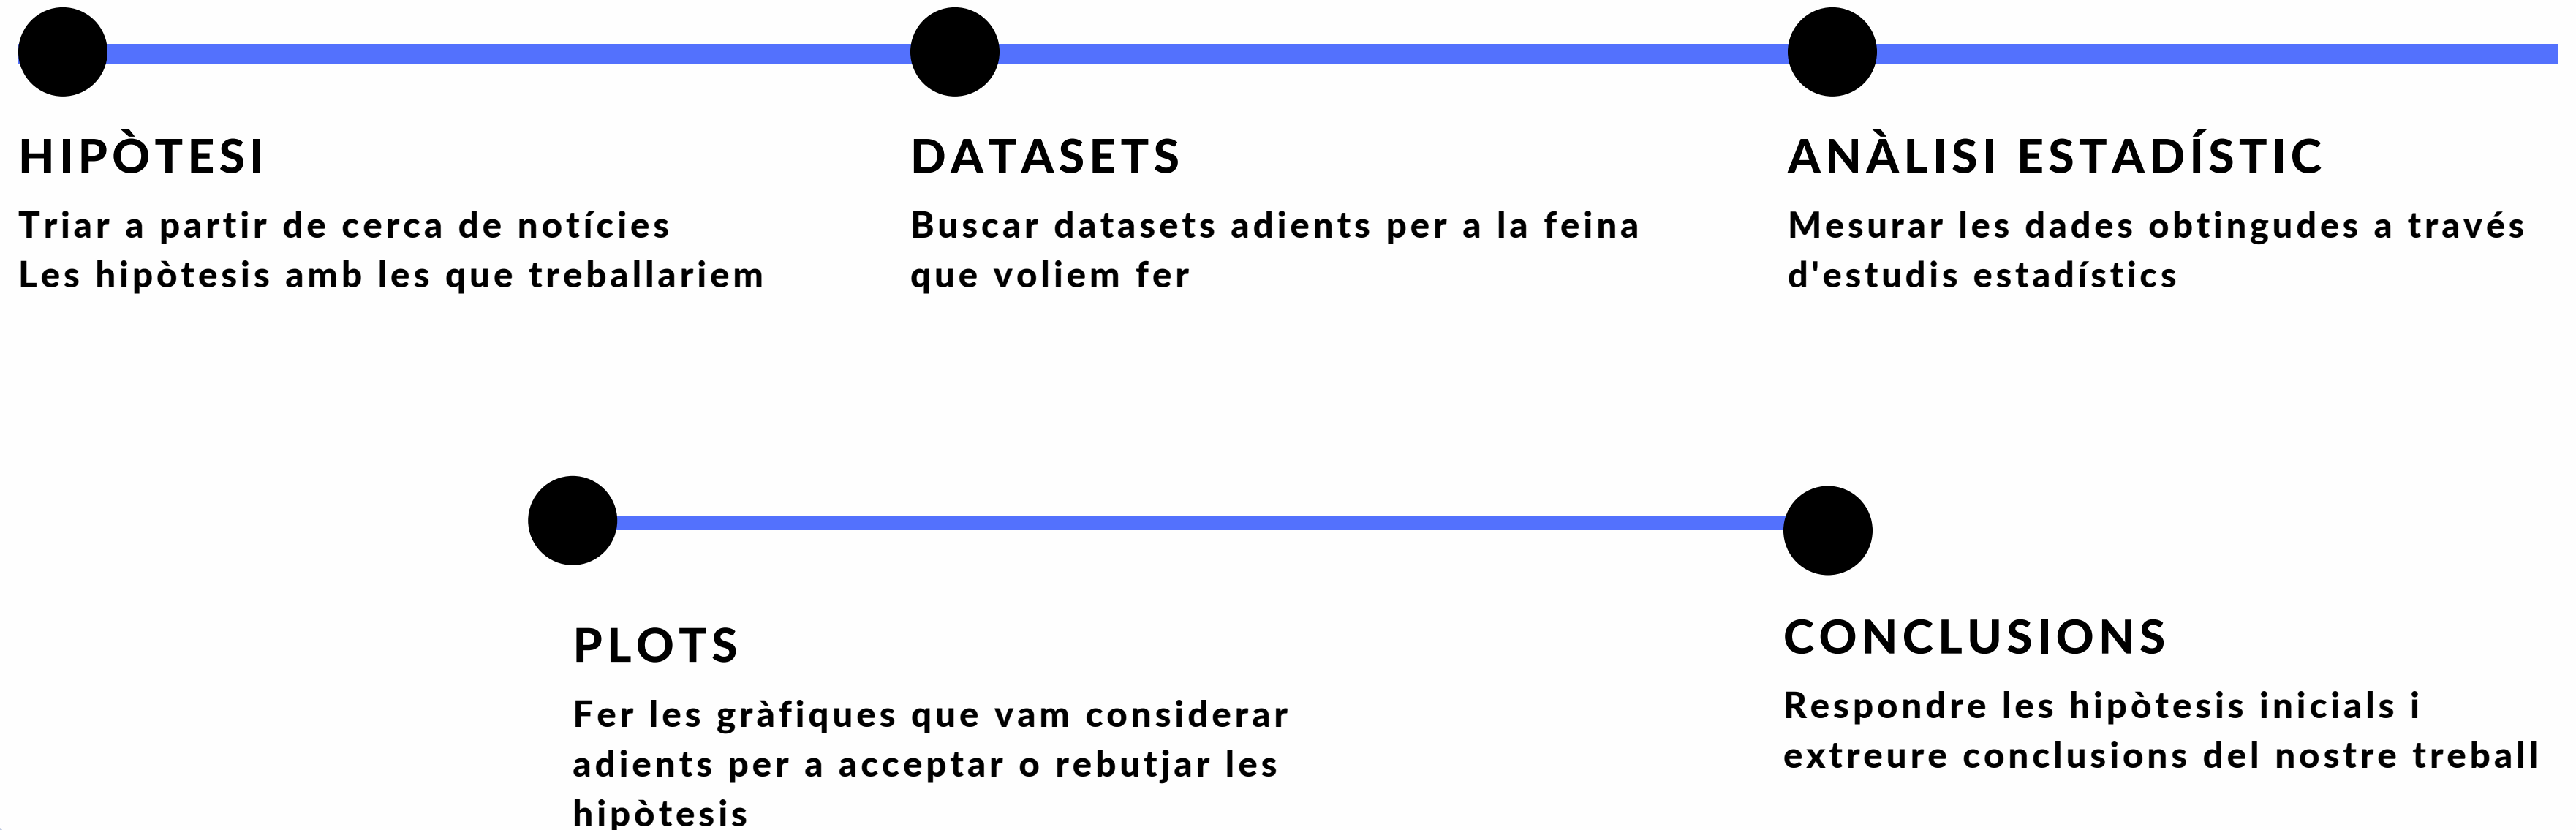 HIPÒTESI
Triar a partir de cerca de notícies
Les hipòtesis amb les que treballariem
DATASETS
Buscar datasets adients per a la feina
que voliem fer
ANÀLISI ESTADÍSTIC
Mesurar les dades obtingudes a través
d'estudis estadístics
PLOTS
Fer les gràfiques que vam considerar
adients per a acceptar o rebutjar les
hipòtesis
CONCLUSIONS
Respondre les hipòtesis inicials i
extreure conclusions del nostre treball